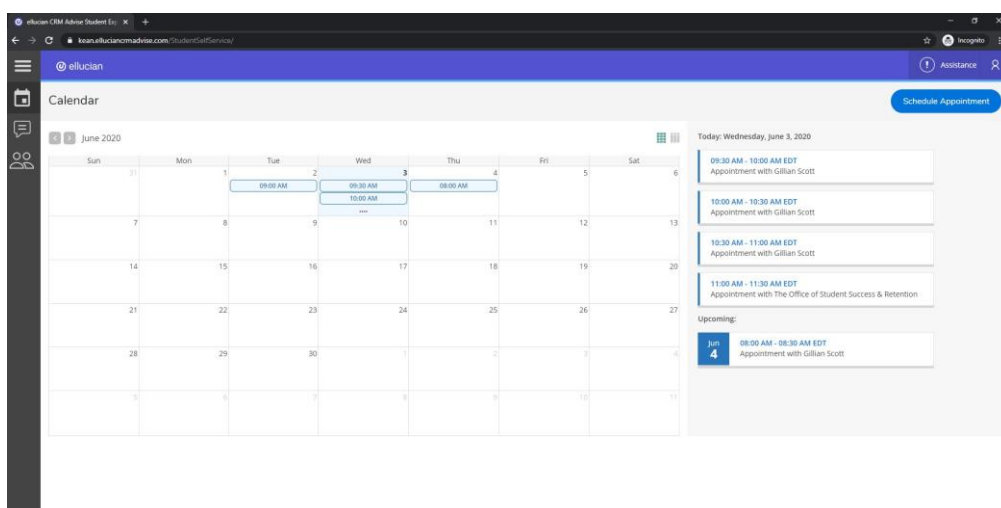 ellucian CRM Advise Student Exp
kean.elluciancrmadvise.com/StudentSelfService/
Incognito
ellucian
Assistance
Calendar
Schedule Appointment
June 2020
Sun Mon Tue Wed Thu Fri Sat
31 1 2 3 4 5 6
09:00 AM 09:30 AM 08:00 AM
10:00 AM
7 8 9 10 11 12 13
14 15 16 17 18 19 20
21 22 23 24 25 26 27
28 29 30 1 2 3 4
5 6 7 8 9 10 11
Today: Wednesday, June 3, 2020
09:30 AM - 10:00 AM EDT
Appointment with Gillian Scott
10:00 AM - 10:30 AM EDT
Appointment with Gillian Scott
10:30 AM - 11:00 AM EDT
Appointment with Gillian Scott
11:00 AM - 11:30 AM EDT
Appointment with The Office of Student Success & Retention
Upcoming:
Jun
4
08:00 AM - 08:30 AM EDT
Appointment with Gillian Scott